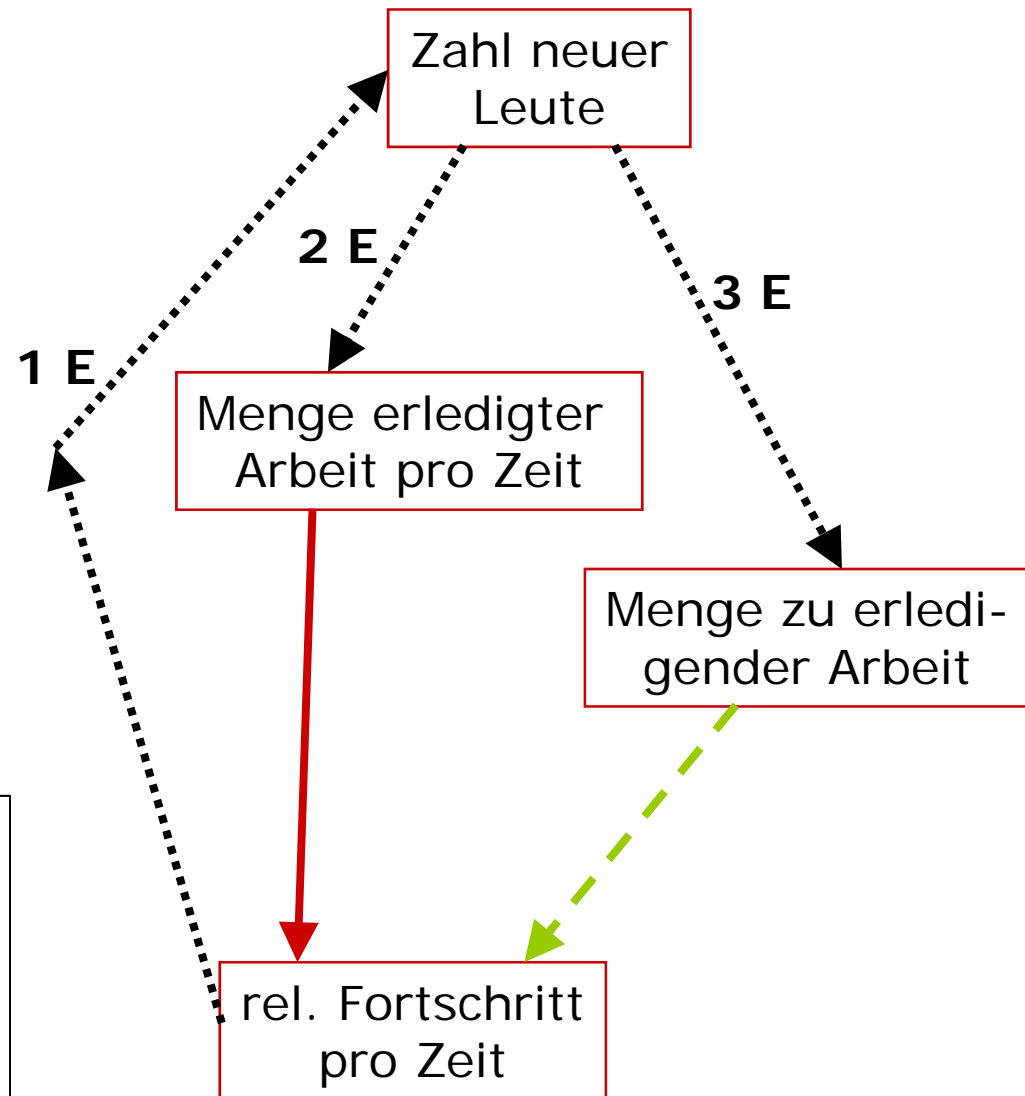 Zahl neuer
Leute
2 E
3 E
1 E
Menge erledigter
Arbeit pro Zeit
Menge zu erledi-
gender Arbeit
rel. Fortschritt
pro Zeit